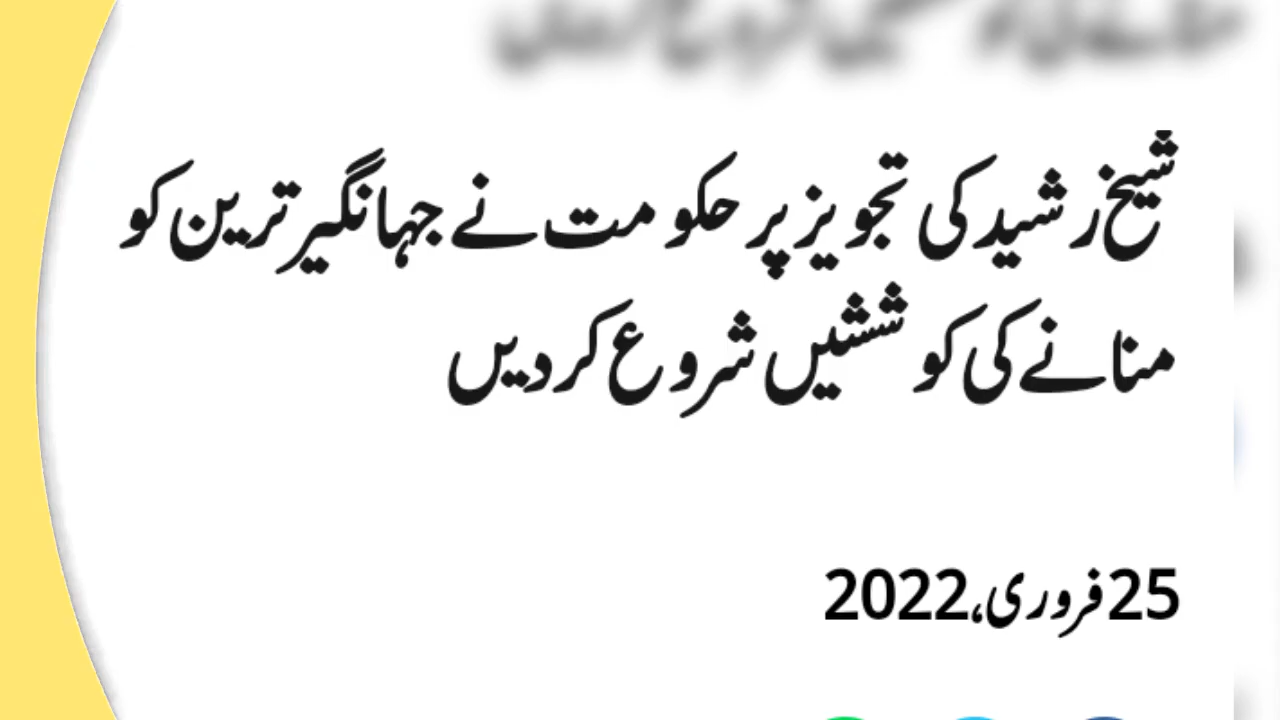 شیخ رشید کی تجویز پر حکومت نے جہانگیر ترین کو
منانے کی کوششیں شروع کر دیں
25 فروری، 2022